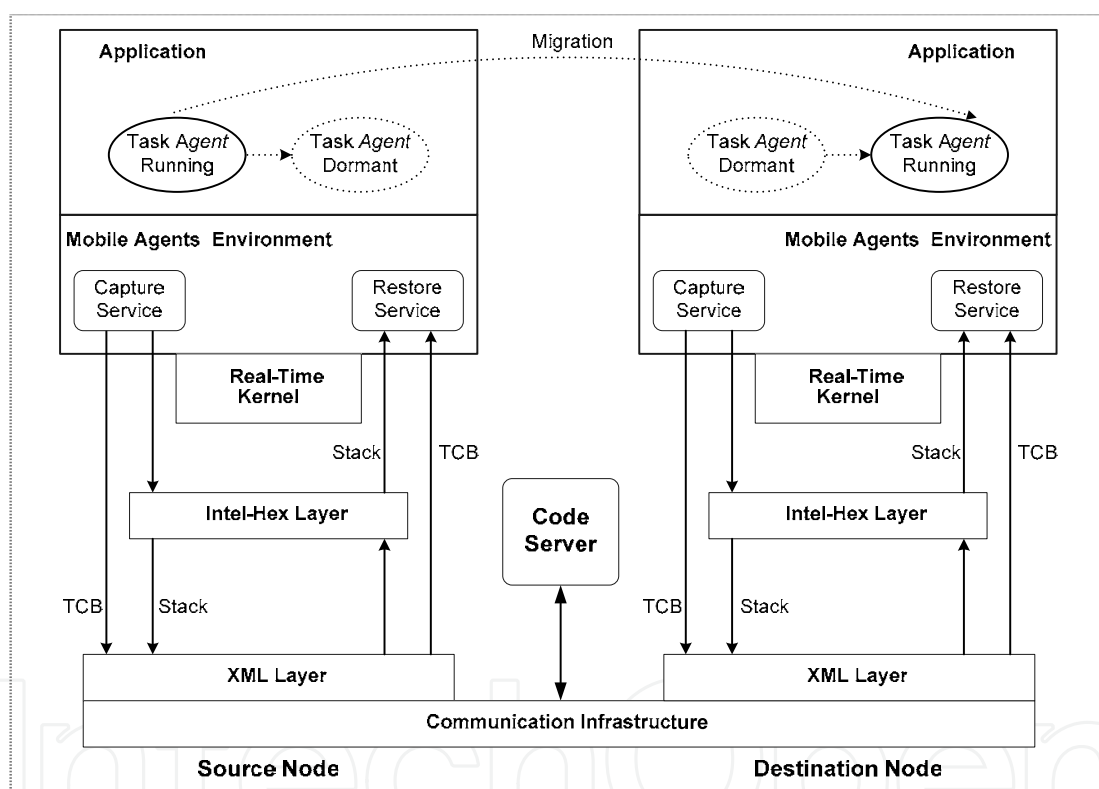 Migration
Application
Task Agent
Running
Task Agent
Dormant
Mobile Agents Environment
Capture
Service
Restore
Service
Real-Time
Kernel
Stack
TCB
Intel-Hex Layer
TCB
Stack
XML Layer
Application
Task Agent
Dormant
Task Agent
Running
Mobile Agents Environment
Capture
Service
Restore
Service
Real-Time
Kernel
Stack
TCB
Intel-Hex Layer
TCB
Stack
XML Layer
Code
Server
Communication Infrastructure
Source Node
Destination Node
IntechOpen